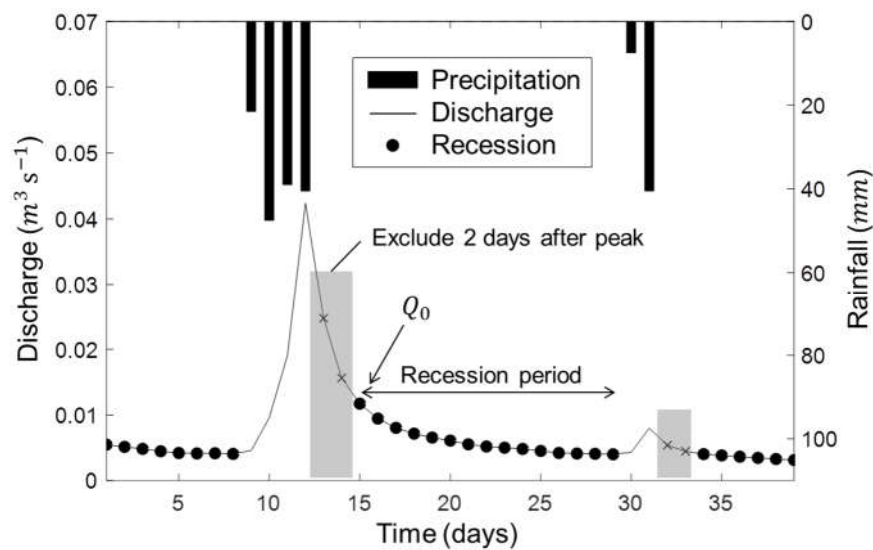 0.07
0.06
0.05
0.04
0.03
0.02
0.01
0
Discharge (m³ s⁻¹)
0
20
40
60
80
100
Rainfall (mm)
Precipitation
Discharge
Recession
Exclude 2 days after peak
Q₀
Recession period
5
10
15
20
25
30
35
Time (days)